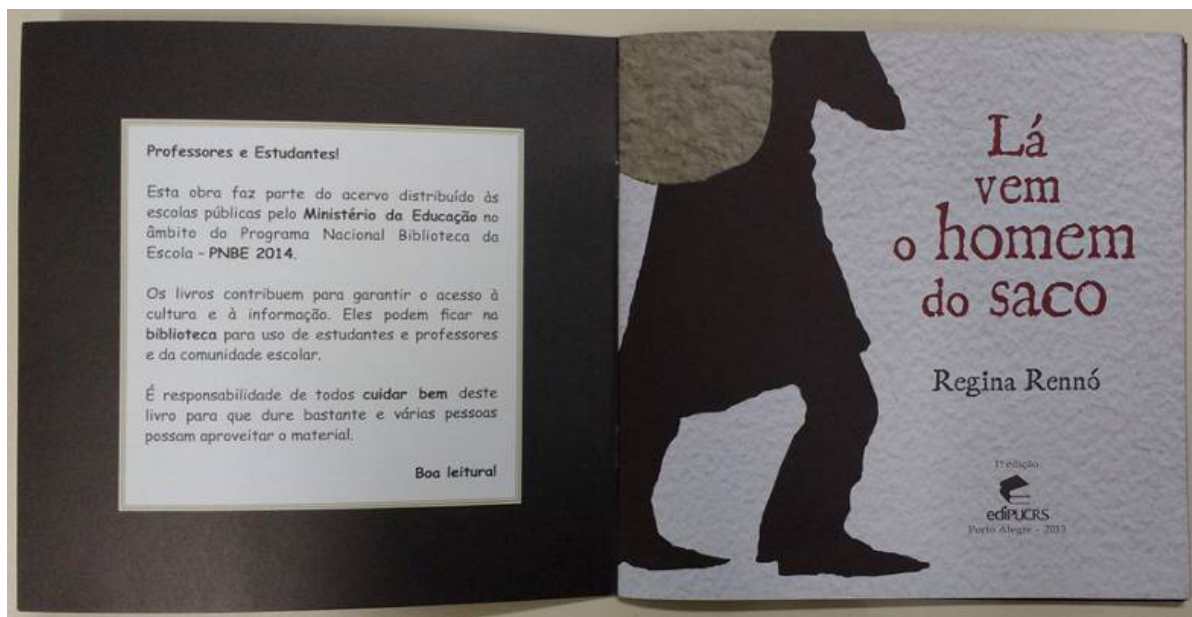 Professores e Estudantes!
Esta obra faz parte do acervo distribuído às
escolas públicas pelo Ministério da Educação no
âmbito do Programa Nacional Biblioteca da
Escola - PNBE 2014.
Os livros contribuem para garantir o acesso à
cultura e à informação. Eles podem ficar na
biblioteca para uso de estudantes e professores
e da comunidade escolar.
É responsabilidade de todos cuidar bem deste
livro para que dure bastante e várias pessoas
possam aproveitar o material.
Boa leitura!
Lá
vem
o homem
do saco
Regina Rennó
1ª edição
ediPUCRS
Porto Alegre - 2013